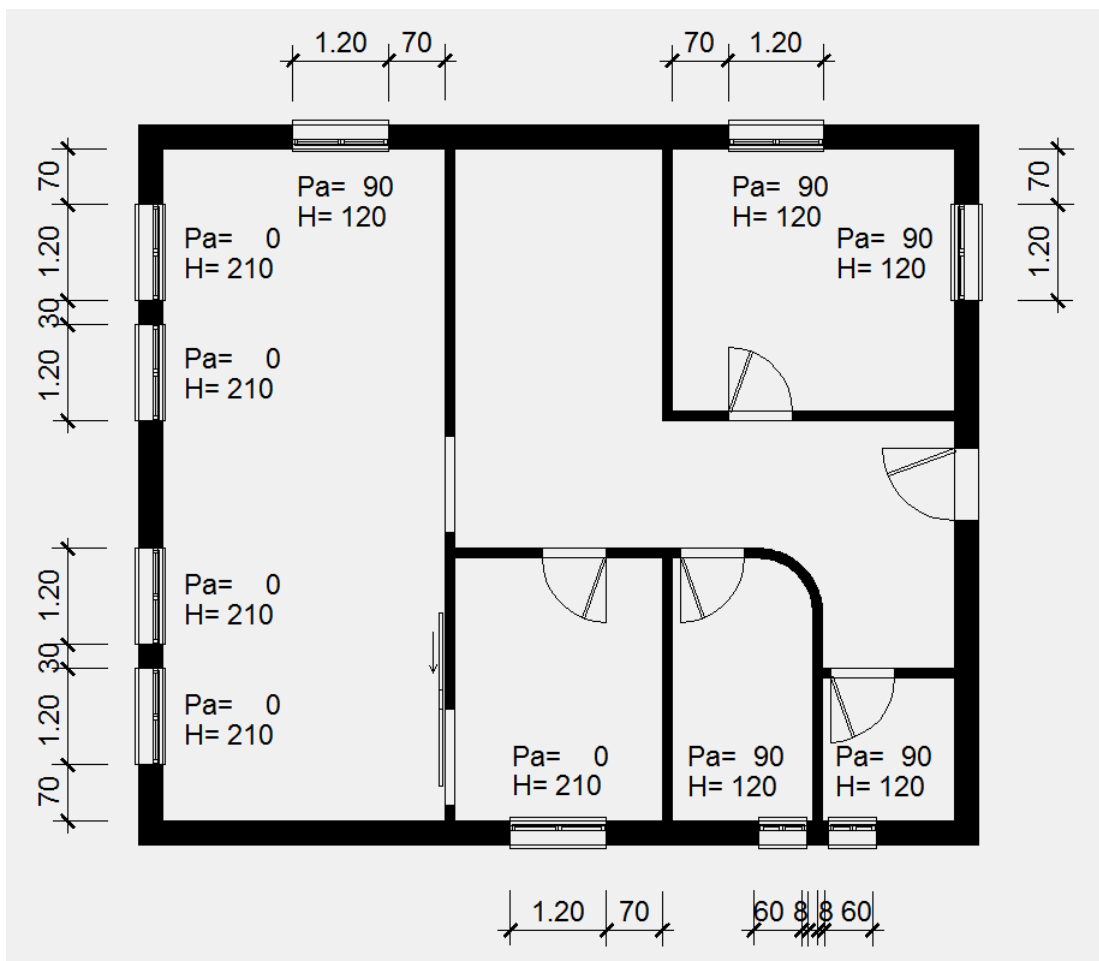 1.20 70
70 1.20
70
1.20
30
1.20
1.20
30
1.20
70
70
1.20
Pa= 90
H= 120
Pa= 0
H= 210
Pa= 90
H= 120
Pa= 90
H= 120
Pa= 0
H= 210
Pa= 0
H= 210
Pa= 0
H= 210
Pa= 0
H= 210
Pa= 90
H= 120
Pa= 90
H= 120
1.20 70
60 8 8 60